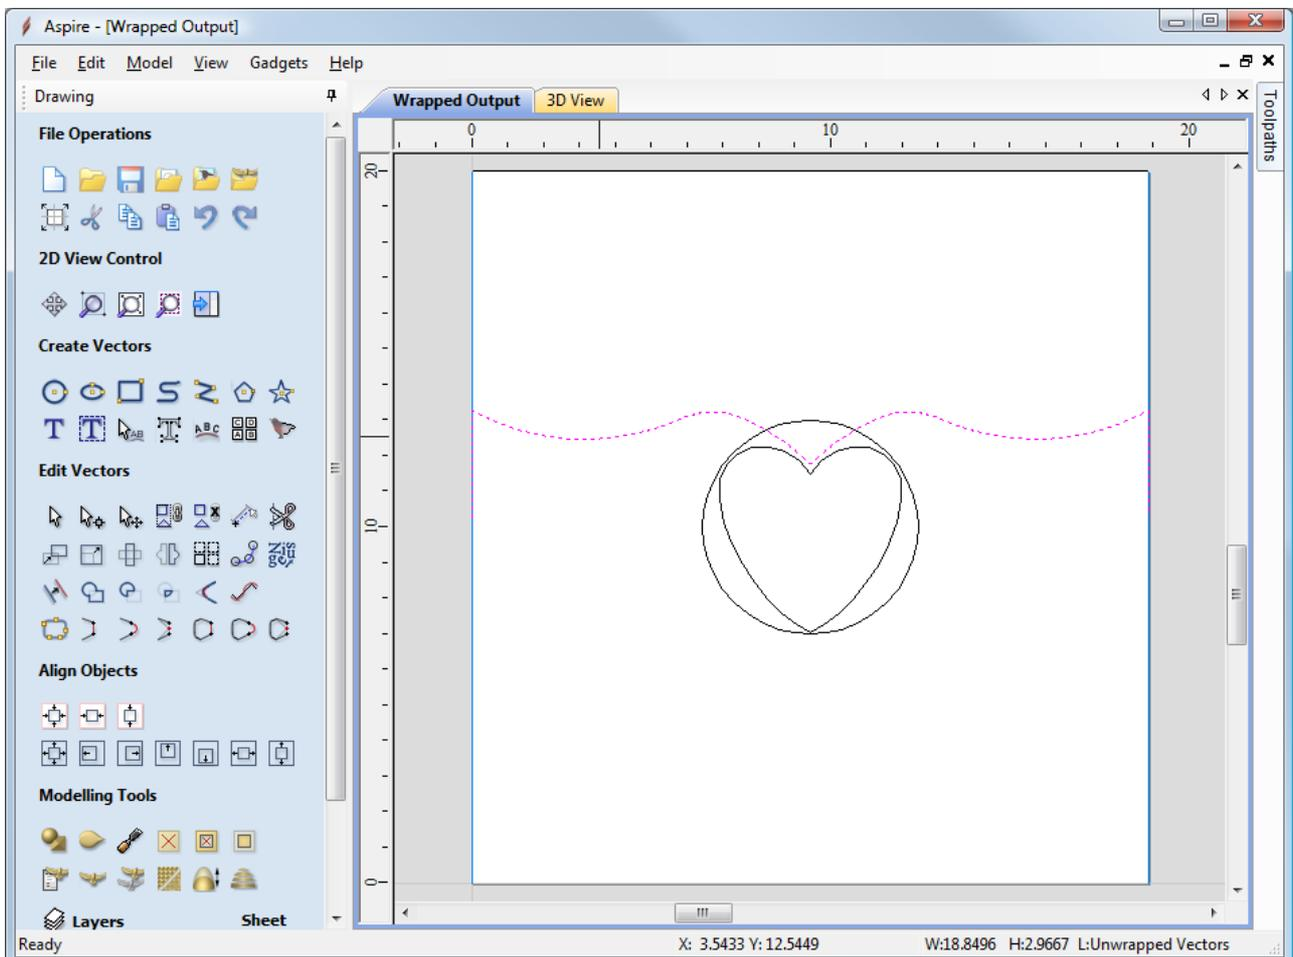 Aspire - [Wrapped Output]
File Edit Model View Gadgets Help
Drawing
Wrapped Output 3D View
Toolpaths
File Operations
2D View Control
Create Vectors
Edit Vectors
Align Objects
Modelling Tools
Layers Sheet
0 10 20
20
10
0
Ready X: 3.5433 Y: 12.5449 W:18.8496 H:2.9667 L:Unwrapped Vectors